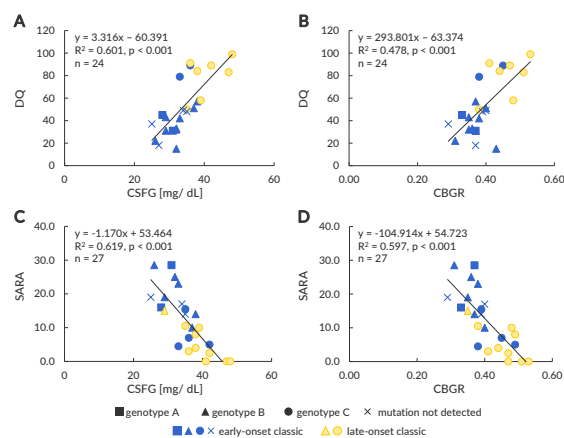 A
y = 3.316x – 60.391
R² = 0.601, p < 0.001
n = 24
DQ
120
100
80
60
40
20
0
0 20 40 60
CSFG [mg/ dL]
B
y = 293.801x – 63.374
R² = 0.478, p < 0.001
n = 24
DQ
120
100
80
60
40
20
0
0.00 0.20 0.40 0.60
CBGR
C
y = -1.170x + 53.464
R² = 0.619, p < 0.001
n = 27
SARA
40.0
30.0
20.0
10.0
0.0
0 20 40 60
CSFG [mg/ dL]
D
y = -104.914x + 54.723
R² = 0.597, p < 0.001
n = 27
SARA
40.0
30.0
20.0
10.0
0.0
0.00 0.20 0.40 0.60
CBGR
genotype A genotype B genotype C mutation not detected
early-onset classic late-onset classic